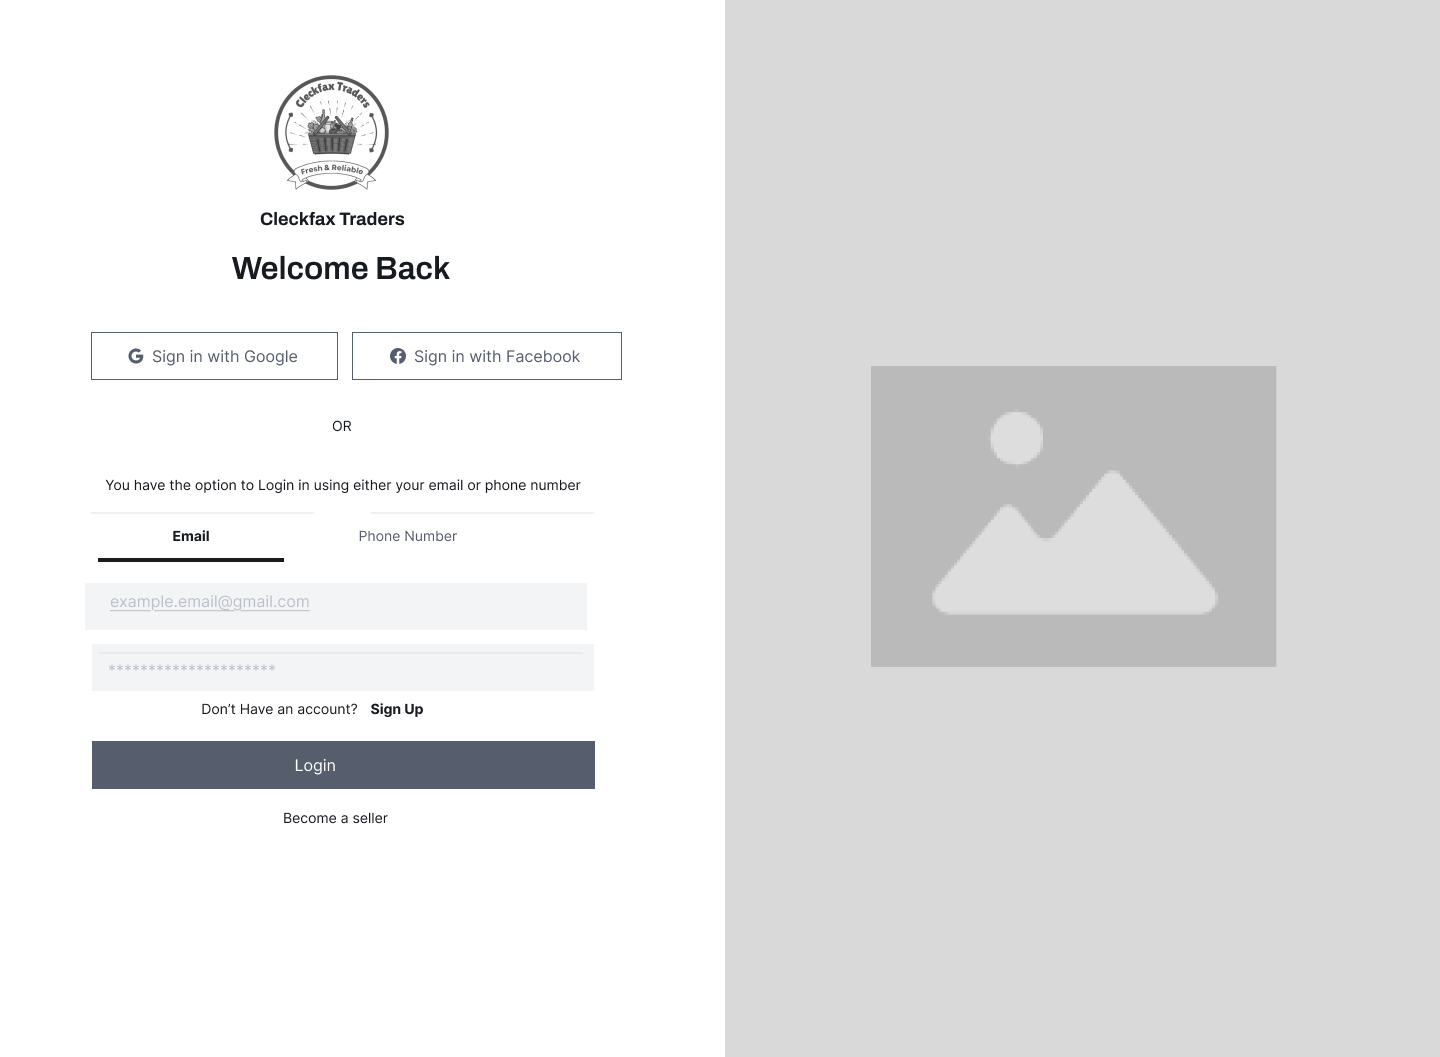 Cleckfax Traders
Fresh & Reliable
Cleckfax Traders
Welcome Back
Sign in with Google
Sign in with Facebook
OR
You have the option to Login in using either your email or phone number
Email
Phone Number
example.email@gmail.com
*********************
Don’t Have an account? Sign Up
Login
Become a seller